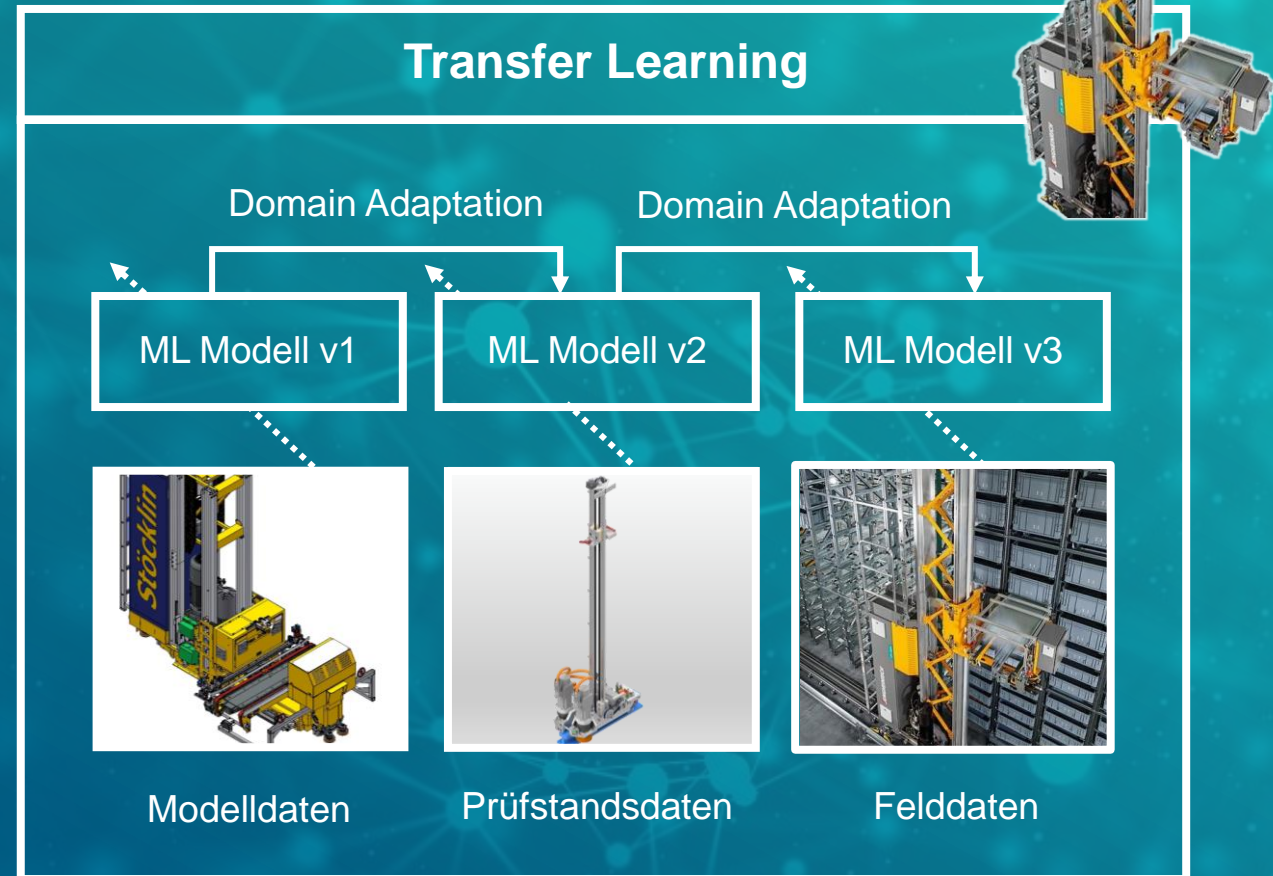 Transfer Learning
Domain Adaptation
Domain Adaptation
ML Modell v1
ML Modell v2
ML Modell v3
Stöcklin
Modelldaten
Prüfstandsdaten
Felddaten